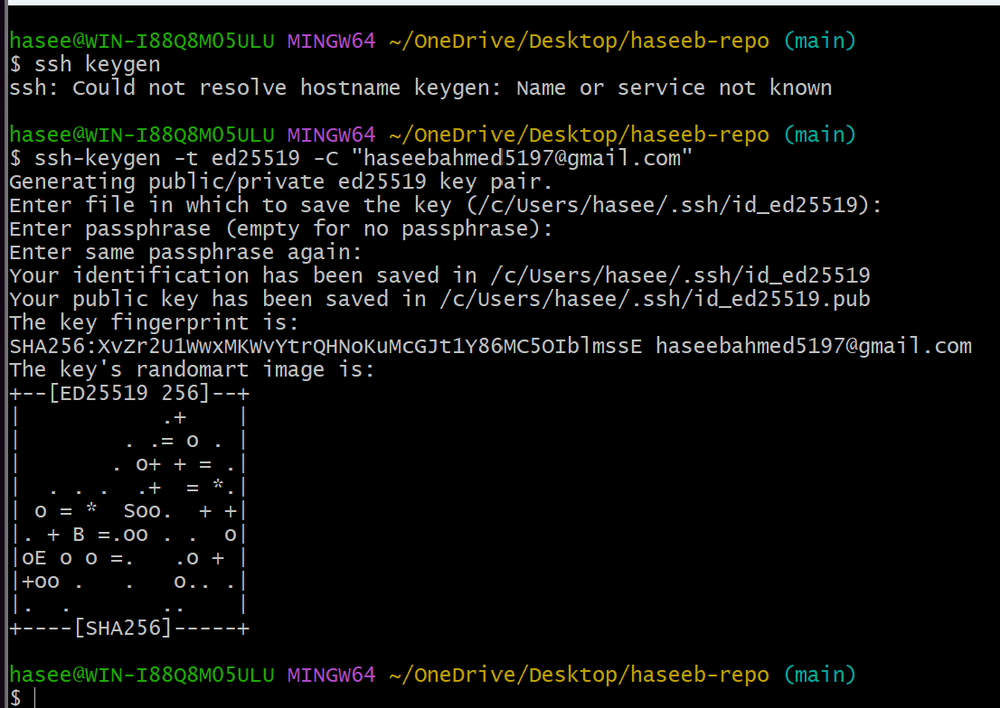 hasee@WIN-I88Q8MO5ULU MINGW64 ~/OneDrive/Desktop/haseeb-repo (main)
$ ssh keygen
ssh: Could not resolve hostname keygen: Name or service not known

hasee@WIN-I88Q8MO5ULU MINGW64 ~/OneDrive/Desktop/haseeb-repo (main)
$ ssh-keygen -t ed25519 -C "haseebahmed5197@gmail.com"
Generating public/private ed25519 key pair.
Enter file in which to save the key (/c/Users/hasee/.ssh/id_ed25519):
Enter passphrase (empty for no passphrase):
Enter same passphrase again:
Your identification has been saved in /c/Users/hasee/.ssh/id_ed25519
Your public key has been saved in /c/Users/hasee/.ssh/id_ed25519.pub
The key fingerprint is:
SHA256:XvZr2U1WwxMKWvYtrQHNoKuMcGJt1Y86MC5OIblmssE haseebahmed5197@gmail.com
The key's randomart image is:
+--[ED25519 256]--+
|           .+    |
|        . .= o . |
|       . o+ + = .|
|  . . .  .+  = *.|
| o = *  Soo.  + +|
|. + B =.oo . .  o|
|oE o o =.   .o + |
|+oo .   .   o.. .|
|.  .       ..    |
+----[SHA256]-----+

hasee@WIN-I88Q8MO5ULU MINGW64 ~/OneDrive/Desktop/haseeb-repo (main)
$